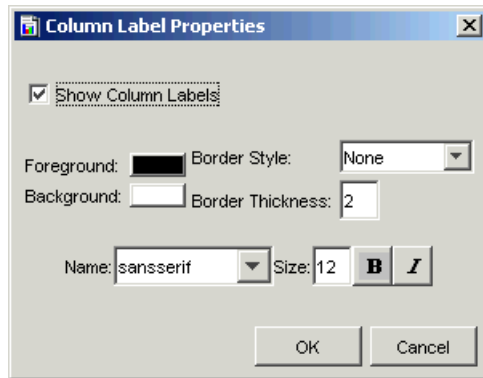 Column Label Properties
Show Column Labels
Foreground: Border Style: None
Background: Border Thickness: 2
Name: sansserif Size: 12 B I
OK Cancel